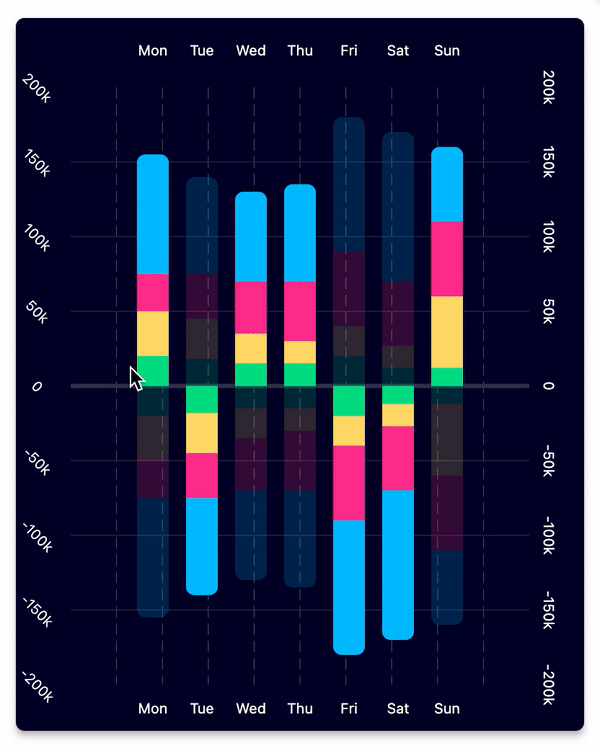 Mon Tue Wed Thu Fri Sat Sun
200k 200k
150k 150k
100k 100k
50k 50k
0 0
-50k -50k
-100k -100k
-150k -150k
-200k -200k
Mon Tue Wed Thu Fri Sat Sun